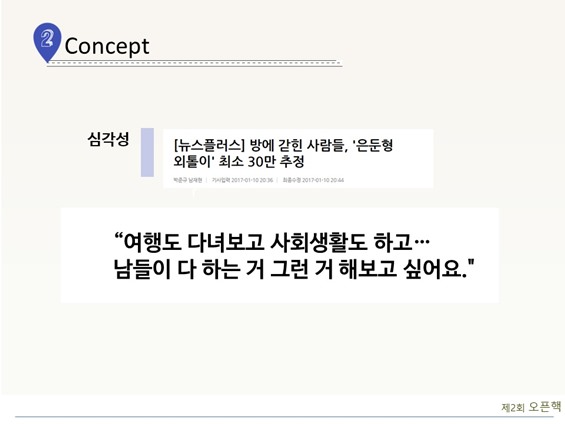 2 Concept
심각성
[뉴스플러스] 방에 갇힌 사람들, '은둔형
외톨이' 최소 30만 추정
박준규 남재현 | 기사입력 2017-01-10 20:36 | 최종수정 2017-01-10 20:44
“여행도 다녀보고 사회생활도 하고…
남들이 다 하는 거 그런 거 해보고 싶어요."
제2회 오픈핵